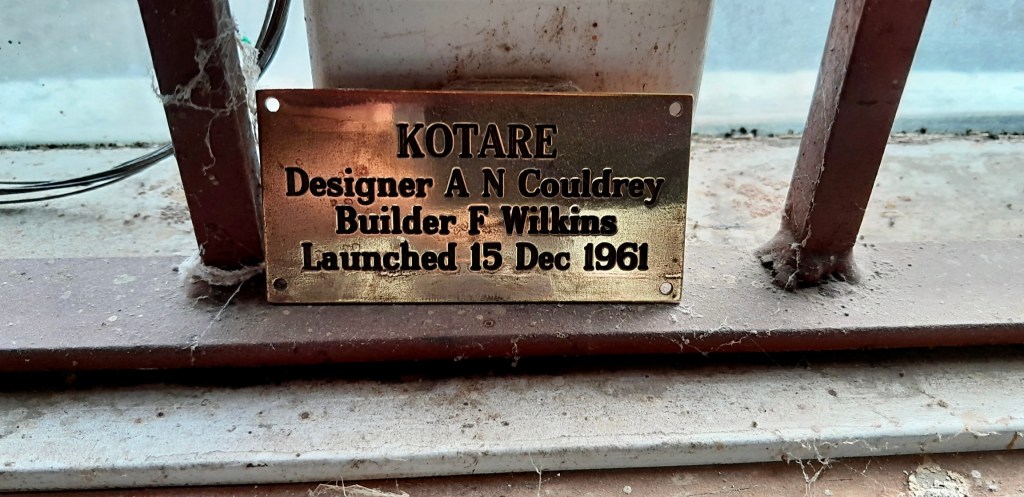 KOTARE
Designer A N Couldrey
Builder F Wilkins
Launched 15 Dec 1961